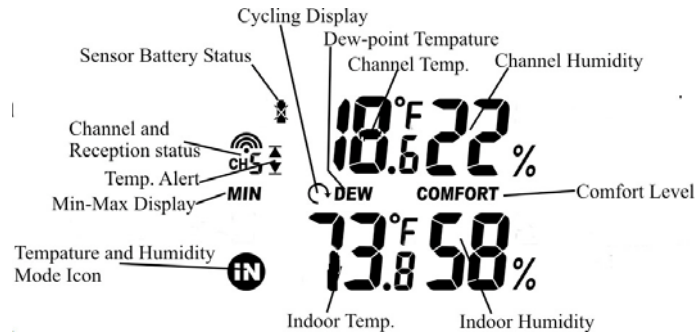 Cycling Display
Dew-point Tempature
Sensor Battery Status
Channel Temp.
Channel Humidity
18.6°F 22%
Channel and
Reception status
CH 5
Temp. Alert
MIN DEW COMFORT
Comfort Level
Min-Max Display
73.8°F 58%
Tempature and Humidity
Mode Icon
iN
Indoor Temp.
Indoor Humidity